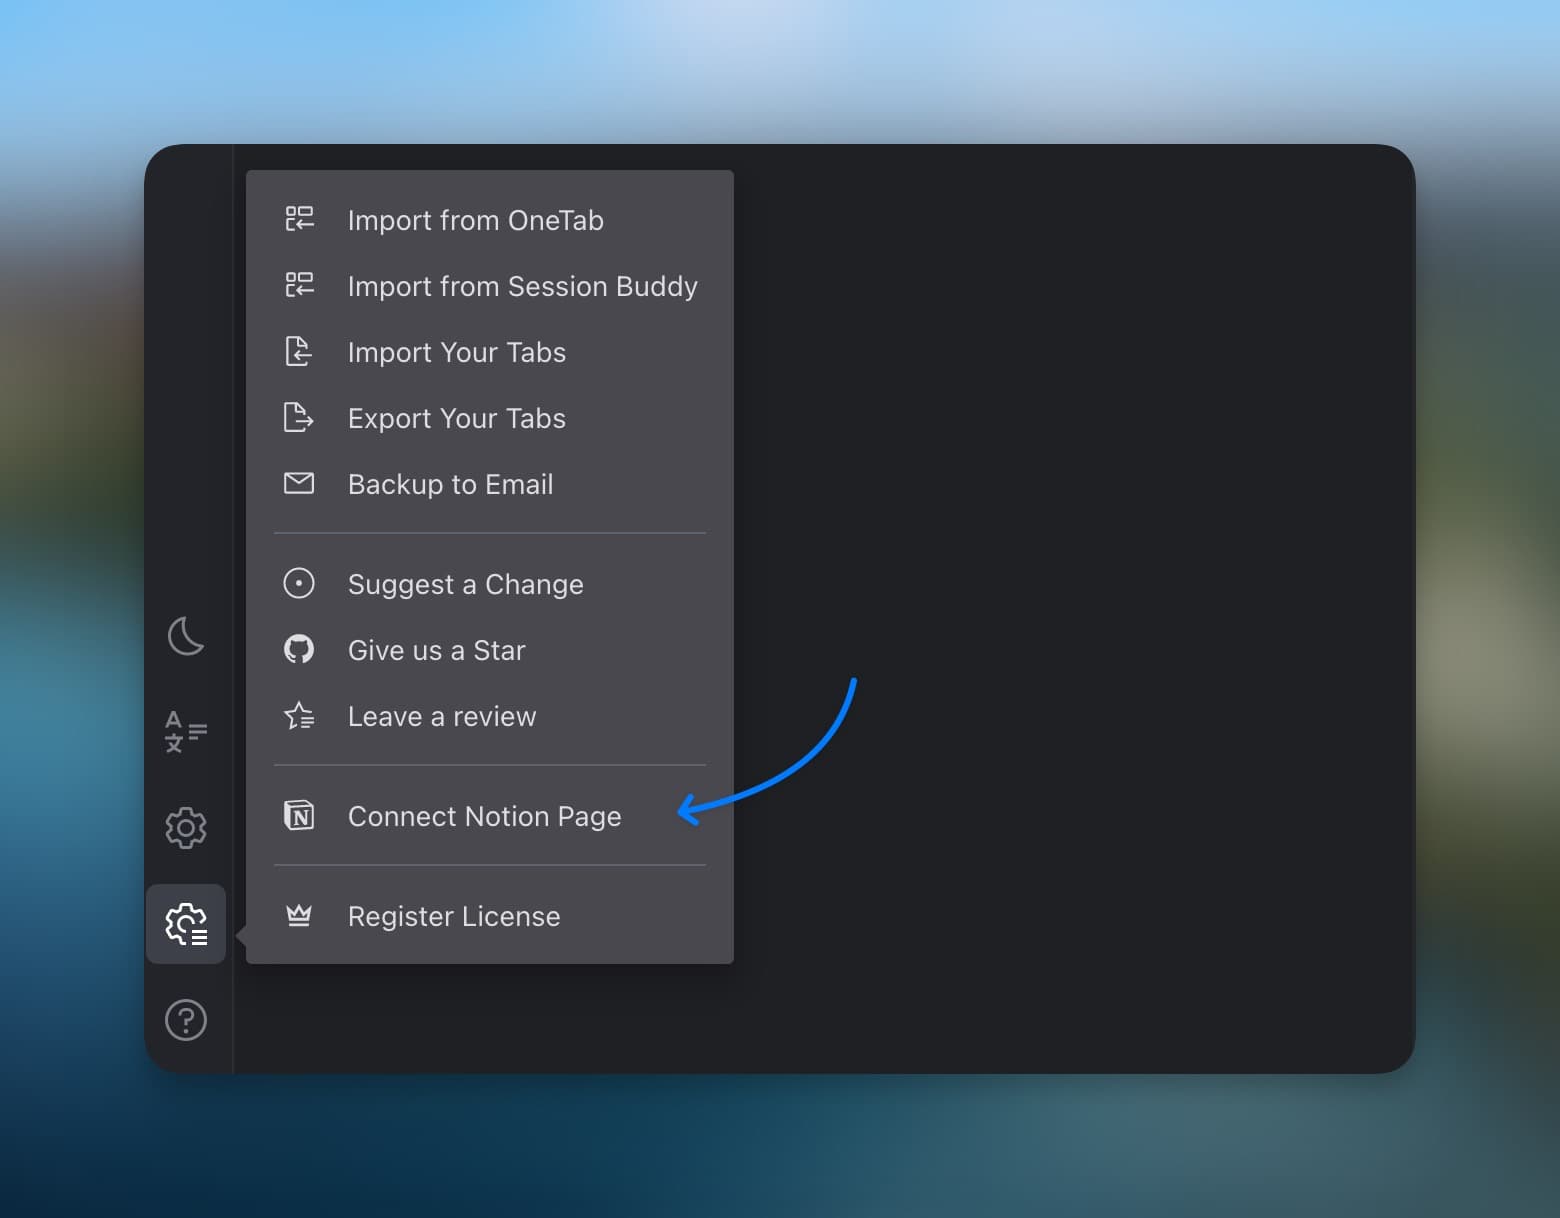 Import from OneTab
Import from Session Buddy
Import Your Tabs
Export Your Tabs
Backup to Email
Suggest a Change
Give us a Star
Leave a review
Connect Notion Page
Register License